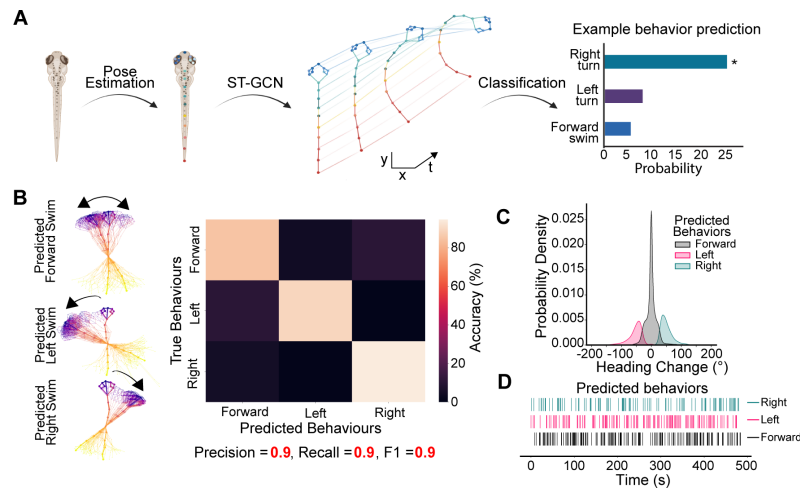 A
Pose
Estimation
ST-GCN
y
x
t
Classification
Example behavior prediction
Right
turn
*
Left
turn
Forward
swim
0 5 10 15 20 25
Probability
B
Predicted
Forward Swim
Predicted
Left Swim
Predicted
Right Swim
True Behaviours
Forward
Left
Right
Forward Left Right
Predicted Behaviours
80
60
40
20
0
Accuracy (%)
Precision = 0.9, Recall = 0.9, F1 = 0.9
C
Probability Density
0.025
0.020
0.015
0.010
0.005
0.000
-200 -100 0 100 200
Heading Change (°)
Predicted
Behaviors
Forward
Left
Right
D
Predicted behaviors
Right
Left
Forward
0 100 200 300 400 500
Time (s)